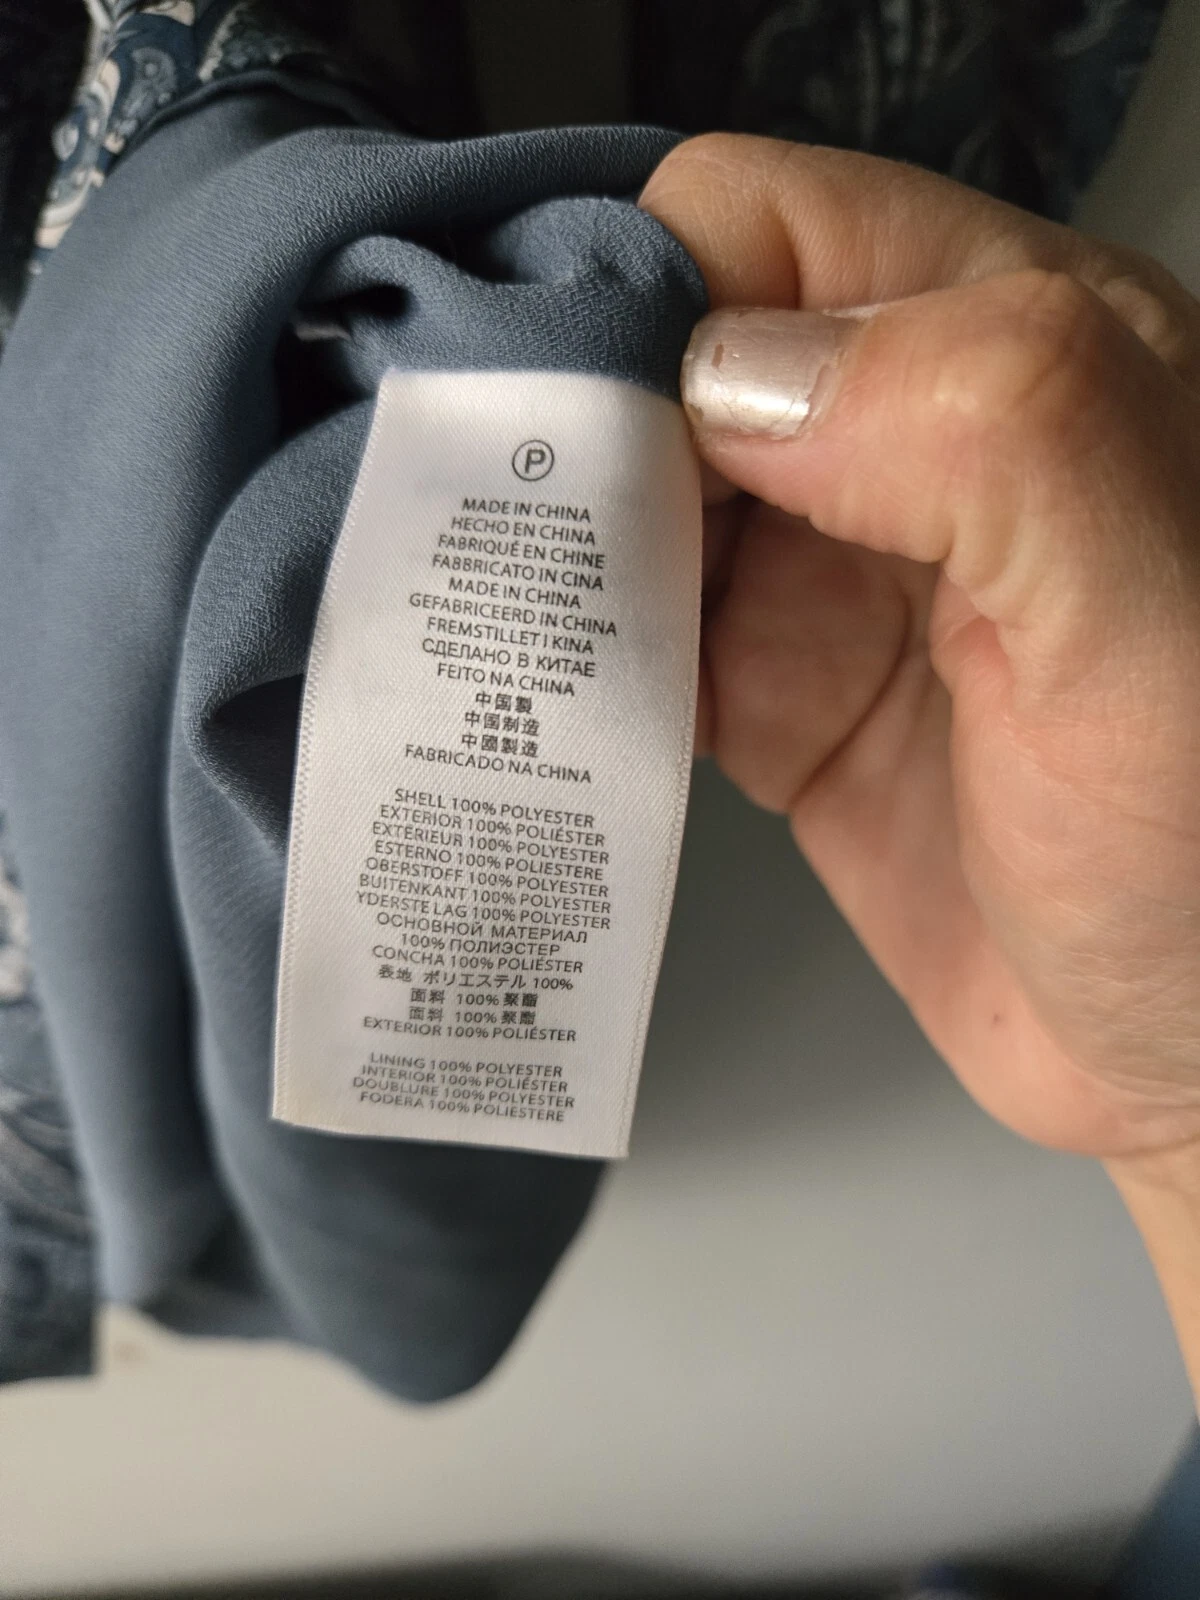 P
MADE IN CHINA
HECHO EN CHINA
FABRIQUÉ EN CHINE
FABBRICATO IN CINA
MADE IN CHINA
GEFABRICEERD IN CHINA
FREMSTILLET I KINA
СДЕЛАНО В КИТАЕ
FEITO NA CHINA
中国製
中国制造
中國製造
FABRICADO NA CHINA
SHELL 100% POLYESTER
EXTERIOR 100% POLIÉSTER
EXTÉRIEUR 100% POLYESTER
ESTERNO 100% POLIESTERE
OBERSTOFF 100% POLYESTER
BUITENKANT 100% POLYESTER
YDERSTE LAG 100% POLYESTER
ОСНОВНОЙ МАТЕРИАЛ
100% ПОЛИЭСТЕР
CONCHA 100% POLIÉSTER
表地 ポリエステル 100%
面料 100% 聚酯
面料 100% 聚酯
EXTERIOR 100% POLIÉSTER
LINING 100% POLYESTER
INTERIOR 100% POLIÉSTER
DOUBLURE 100% POLYESTER
FODERA 100% POLIESTERE